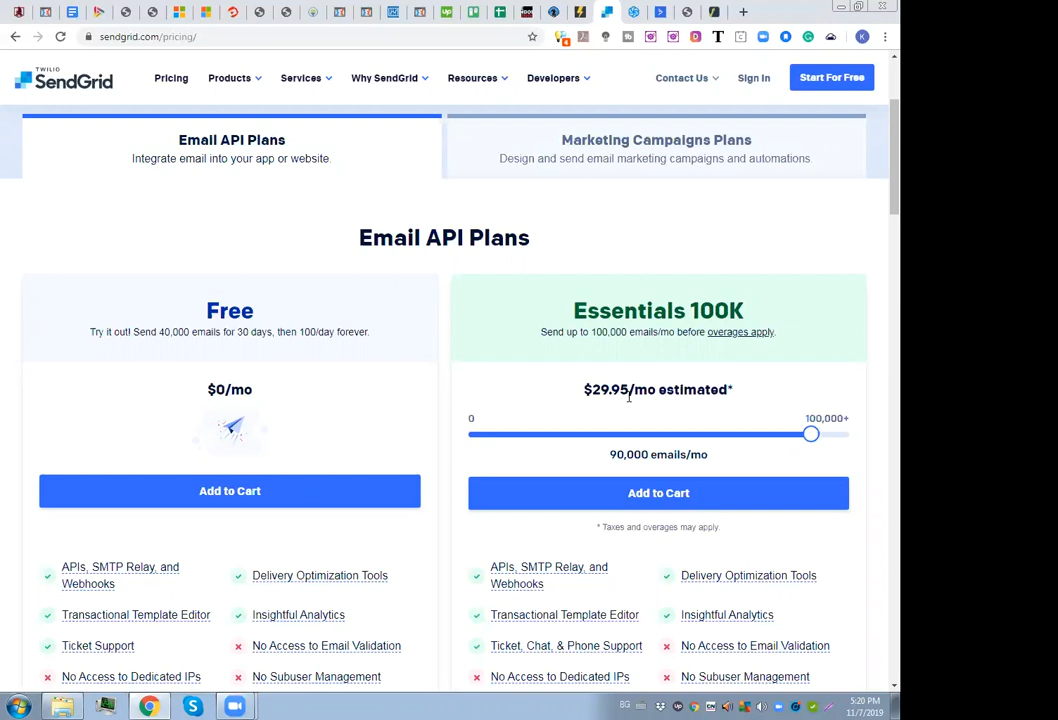 sendgrid.com/pricing/
4
K
TWILIO
SendGrid
Pricing
Products
Services
Why SendGrid
Resources
Developers
Contact Us
Sign In
Start For Free
Email API Plans
Integrate email into your app or website.
Marketing Campaigns Plans
Design and send email marketing campaigns and automations.
Email API Plans
Free
Try it out! Send 40,000 emails for 30 days, then 100/day forever.
$0/mo
Add to Cart
APIs, SMTP Relay, and
Webhooks
Delivery Optimization Tools
Transactional Template Editor
Insightful Analytics
Ticket Support
No Access to Email Validation
No Access to Dedicated IPs
No Subuser Management
Essentials 100K
Send up to 100,000 emails/mo before overages apply.
$29.95/mo estimated*
0
100,000+
90,000 emails/mo
Add to Cart
* Taxes and overages may apply.
APIs, SMTP Relay, and
Webhooks
Delivery Optimization Tools
Transactional Template Editor
Insightful Analytics
Ticket, Chat, & Phone Support
No Access to Email Validation
No Access to Dedicated IPs
No Subuser Management
BG
5:20 PM
11/7/2019